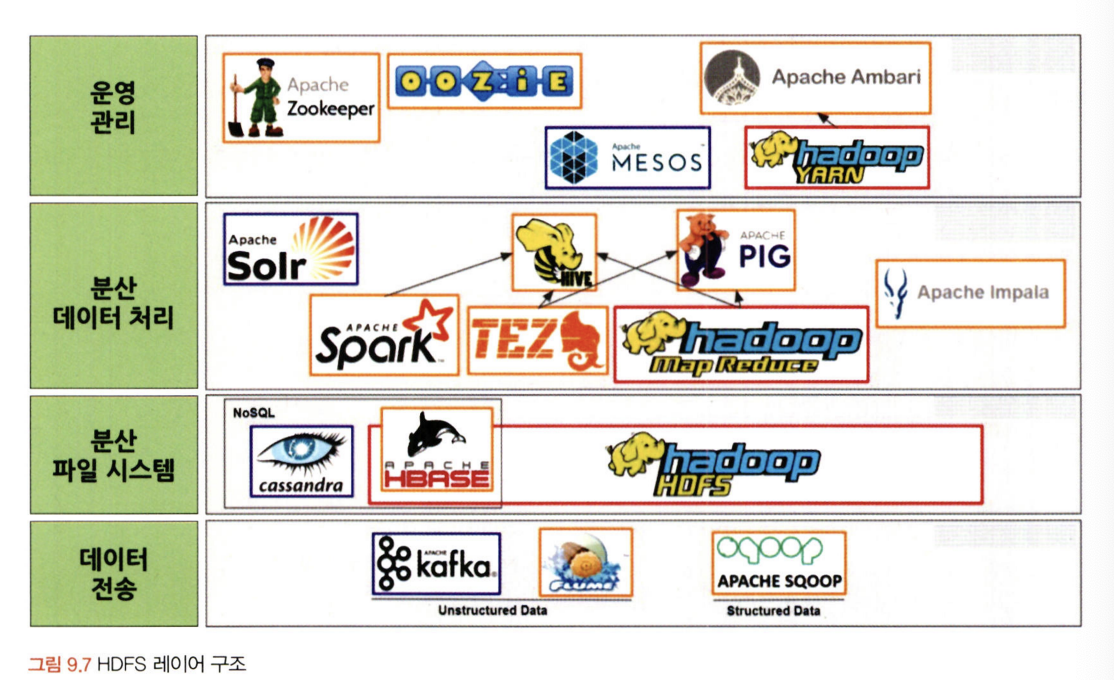 운영
관리
Apache
Zookeeper
OOZiE
Apache Ambari
Apache
MESOS
hadoop
YARN
분산
데이터 처리
Apache
Solr
HIVE
APACHE
PIG
Apache Impala
APACHE
Spark
TEZ
hadoop
Map Reduce
분산
파일 시스템
NoSQL
cassandra
APACHE
HBASE
hadoop
HDFS
데이터
전송
APACHE
kafka
FLUME
sqoop
APACHE SQOOP
Unstructured Data
Structured Data
그림 9.7 HDFS 레이어 구조